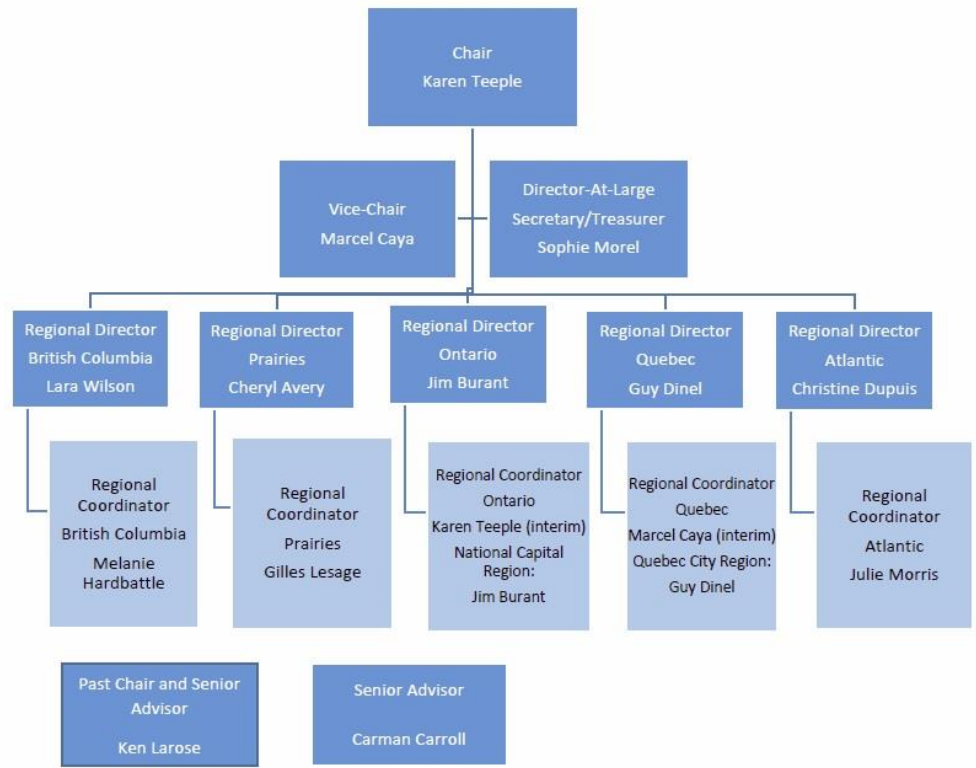 Chair
Karen Teeple
Vice-Chair
Marcel Caya
Director-At-Large
Secretary/Treasurer
Sophie Morel
Regional Director
British Columbia
Lara Wilson
Regional Director
Prairies
Cheryl Avery
Regional Director
Ontario
Jim Burant
Regional Director
Quebec
Guy Dinel
Regional Director
Atlantic
Christine Dupuis
Regional
Coordinator
British Columbia
Melanie
Hardbattle
Regional
Coordinator
Prairies
Gilles Lesage
Regional Coordinator
Ontario
Karen Teeple (interim)
National Capital
Region:
Jim Burant
Regional Coordinator
Quebec
Marcel Caya (interim)
Quebec City Region:
Guy Dinel
Regional
Coordinator
Atlantic
Julie Morris
Past Chair and Senior
Advisor
Ken Larose
Senior Advisor
Carman Carroll